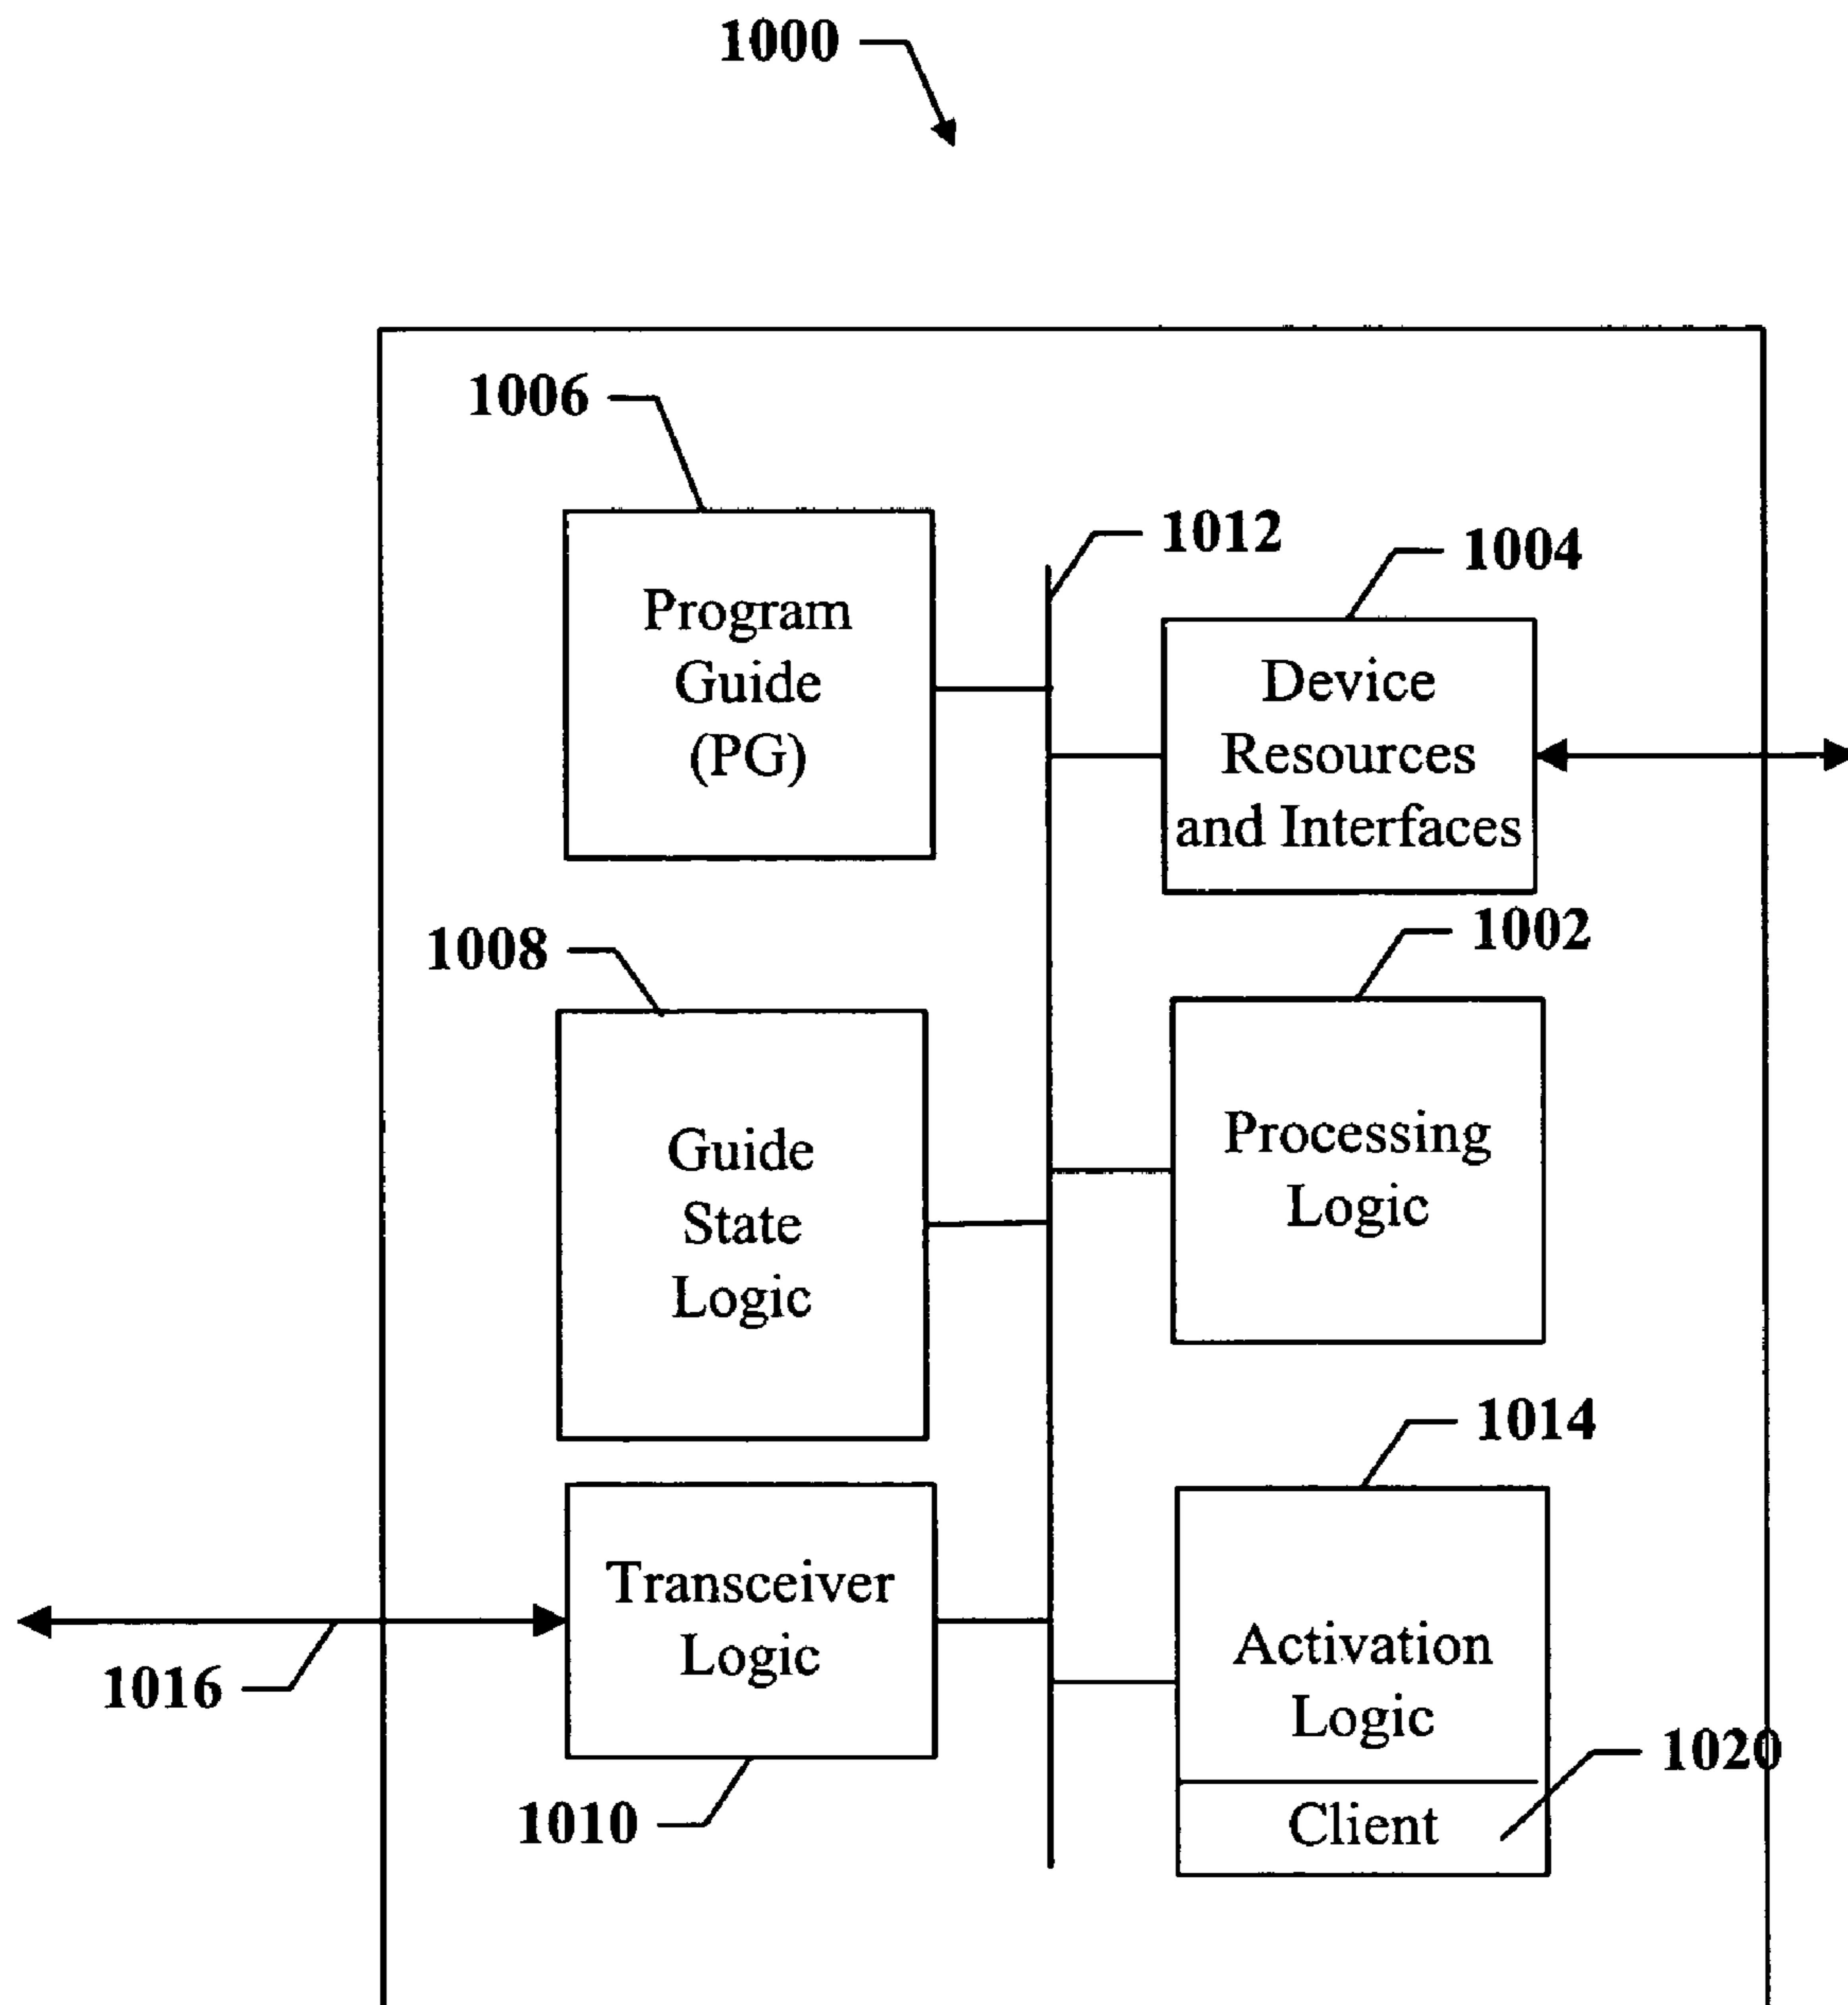 1000
1006
Program
Guide
(PG)
1012
1004
Device
Resources
and Interfaces
1008
Guide
State
Logic
1002
Processing
Logic
1016
Transceiver
Logic
1010
1014
Activation
Logic
1020
Client